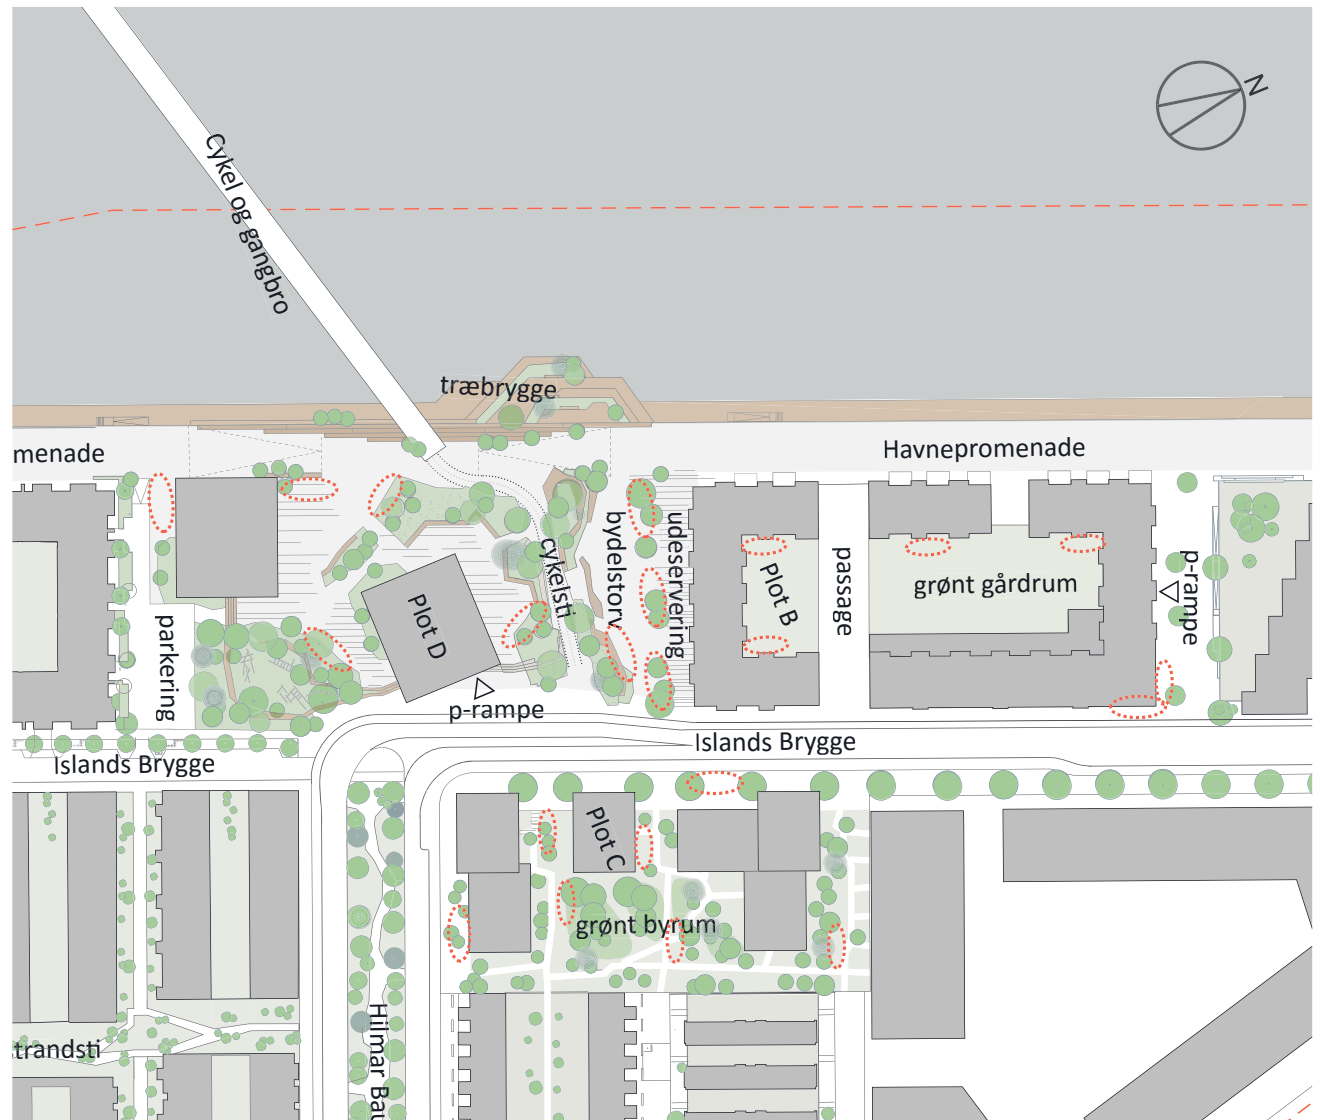 N
Cykel og gangbro
træbrygge
menade
Havnepromenade
parkering
Plot D
cykelsti
bydelstorv
udeservering
Plot B
passage
grønt gårdrum
p-rampe
p-rampe
Islands Brygge
Islands Brygge
Plot C
grønt byrum
Hilmar Bau
trandsti